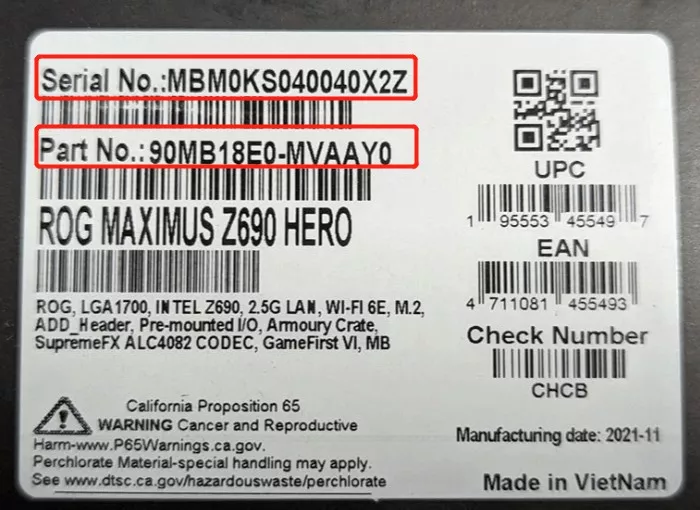 Serial No.:MBM0KS040040X2Z
Part No.:90MB18E0-MVAAY0
ROG MAXIMUS Z690 HERO
ROG, LGA1700, INTEL Z690, 2.5G LAN, WI-FI 6E, M.2,
ADD_Header, Pre-mounted I/O, Armoury Crate,
SupremeFX ALC4082 CODEC, GameFirst VI, MB
California Proposition 65
WARNING Cancer and Reproductive
Harm-www.P65Warnings.ca.gov.
Perchlorate Material-special handling may apply.
See www.dtsc.ca.gov/hazardouswaste/perchlorate
UPC
1 95553 45549 7
EAN
4 711081 455493
Check Number
CHCB
Manufacturing date: 2021-11
Made in VietNam